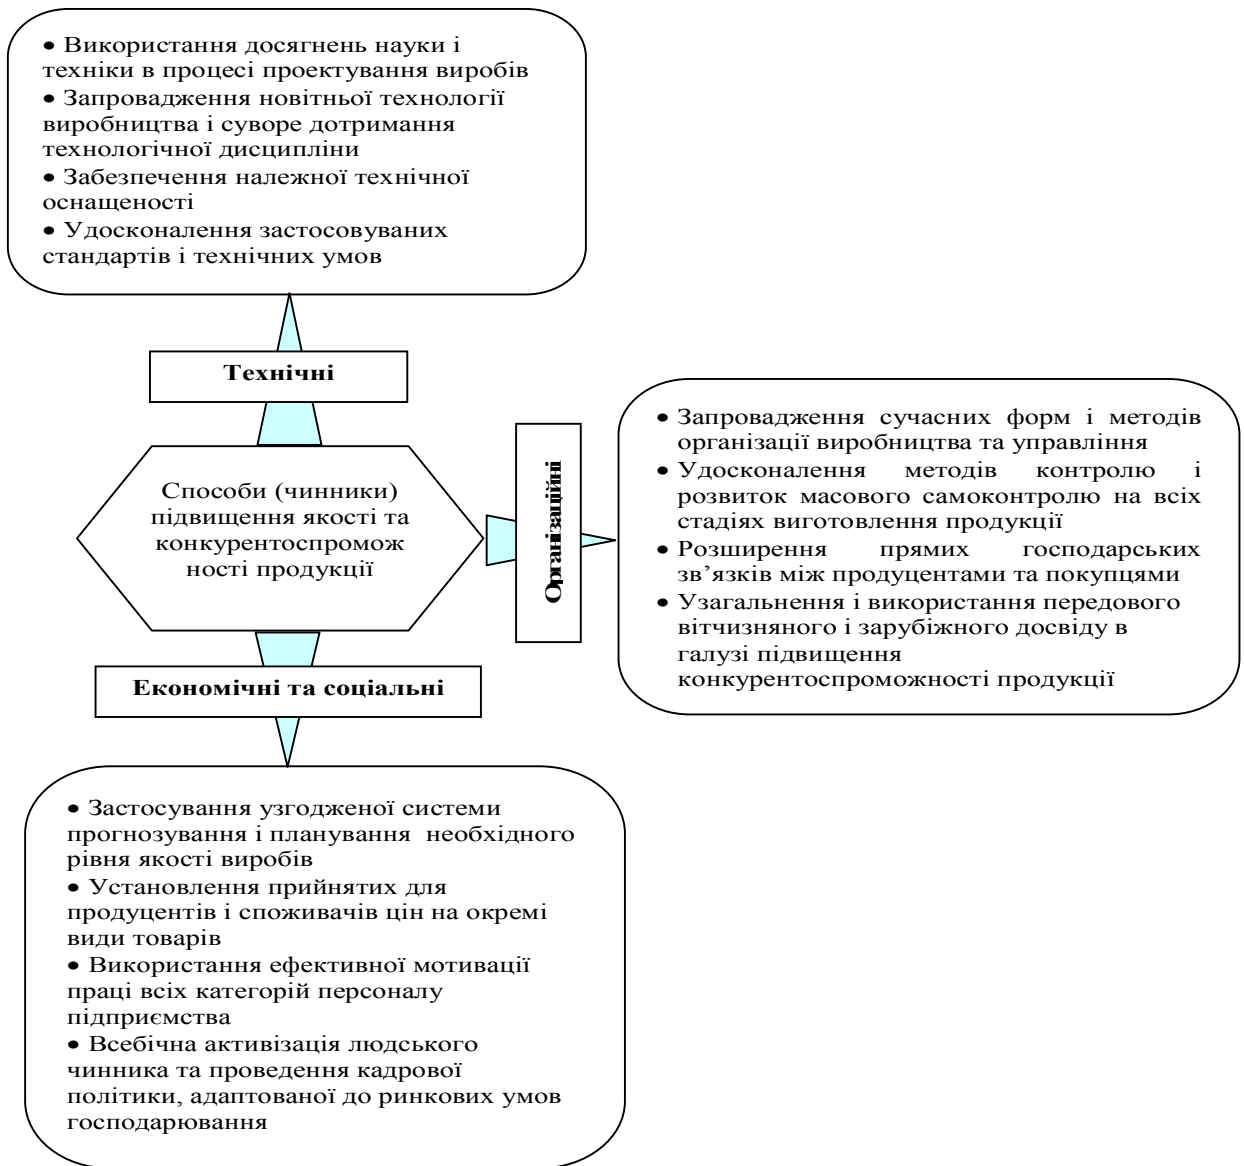 • Використання досягнень науки і
техніки в процесі проектування виробів
• Запровадження новітньої технології
виробництва і суворе дотримання
технологічної дисципліни
• Забезпечення належної технічної
оснащеності
• Удосконалення застосовуваних
стандартів і технічних умов
Технічні
Способи (чинники)
підвищення якості та
конкурентоспромож
ності продукції
Організаційні
• Запровадження сучасних форм і методів
організації виробництва та управління
• Удосконалення методів контролю і
розвиток масового самоконтролю на всіх
стадіях виготовлення продукції
• Розширення прямих господарських
зв’язків між продуцентами та покупцями
• Узагальнення і використання передового
вітчизняного і зарубіжного досвіду в
галузі підвищення
конкурентоспроможності продукції
Економічні та соціальні
• Застосування узгодженої системи
прогнозування і планування необхідного
рівня якості виробів
• Установлення прийнятих для
продуцентів і споживачів цін на окремі
види товарів
• Використання ефективної мотивації
праці всіх категорій персоналу
підприємства
• Всебічна активізація людського
чинника та проведення кадрової
політики, адаптованої до ринкових умов
господарювання